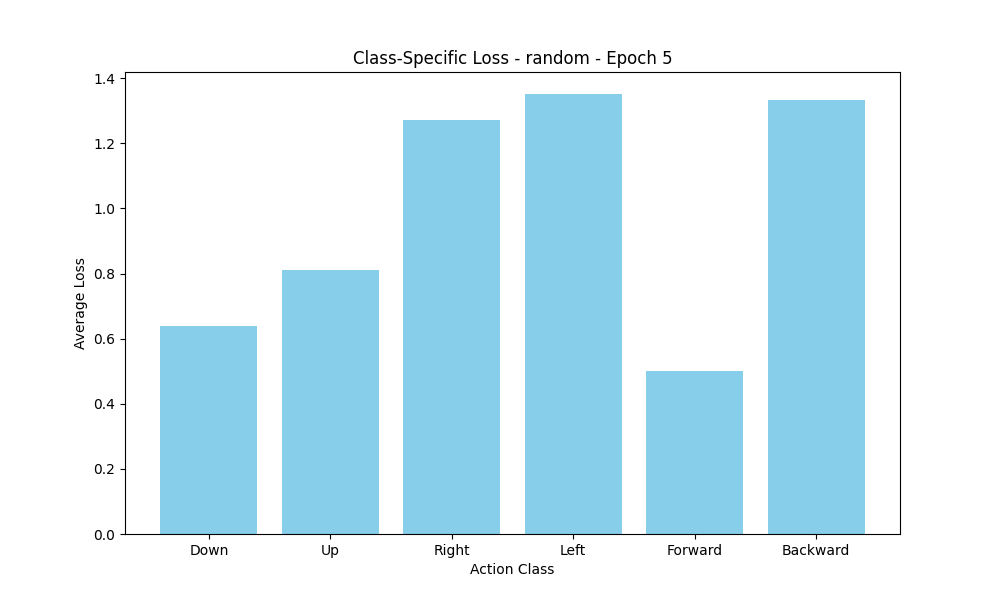 Class-Specific Loss - random - Epoch 5
1.4
1.2
1.0
0.8
0.6
0.4
0.2
0.0
Average Loss
Down Up Right Left Forward Backward
Action Class